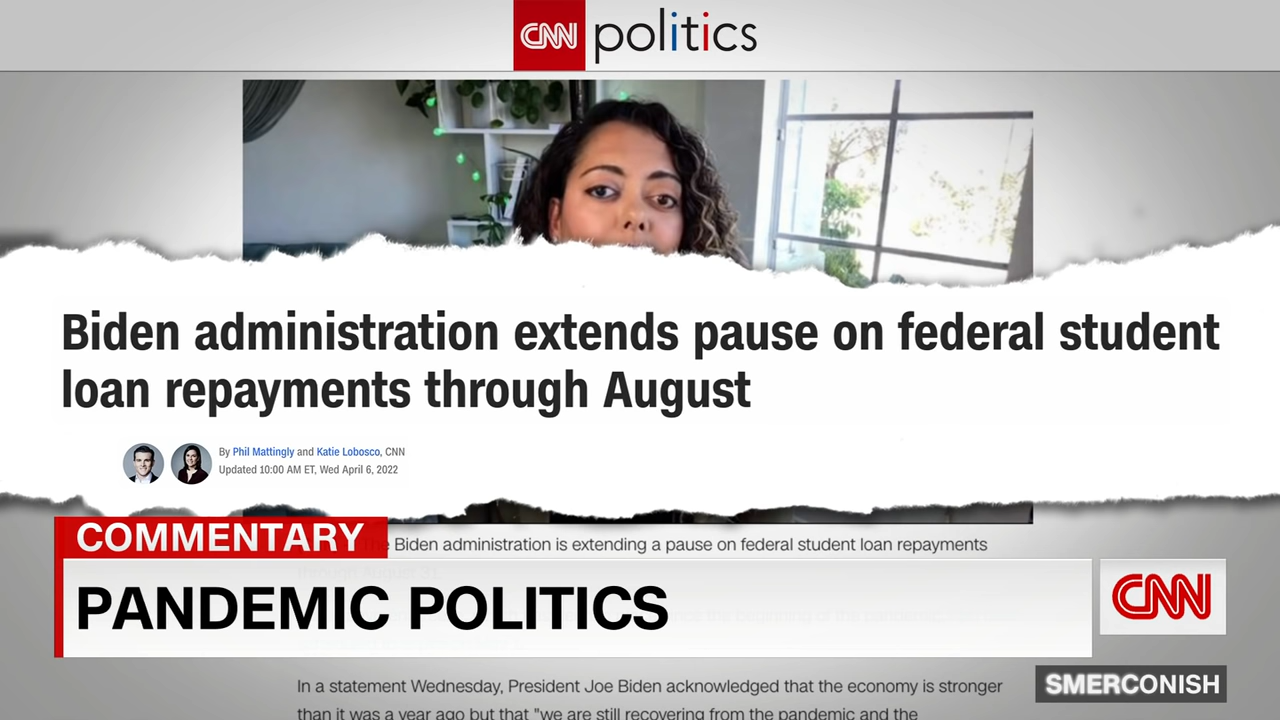 CNN politics
Biden administration extends pause on federal student
loan repayments through August
By Phil Mattingly and Katie Lobosco, CNN
Updated 10:00 AM ET, Wed April 6, 2022
COMMENTARY
Biden administration is extending a pause on federal student loan repayments
through August 31.
PANDEMIC POLITICS
CNN
In a statement Wednesday, President Joe Biden acknowledged that the economy is stronger
SMERCONISH
than it was a year ago but that "we are still recovering from the pandemic and the